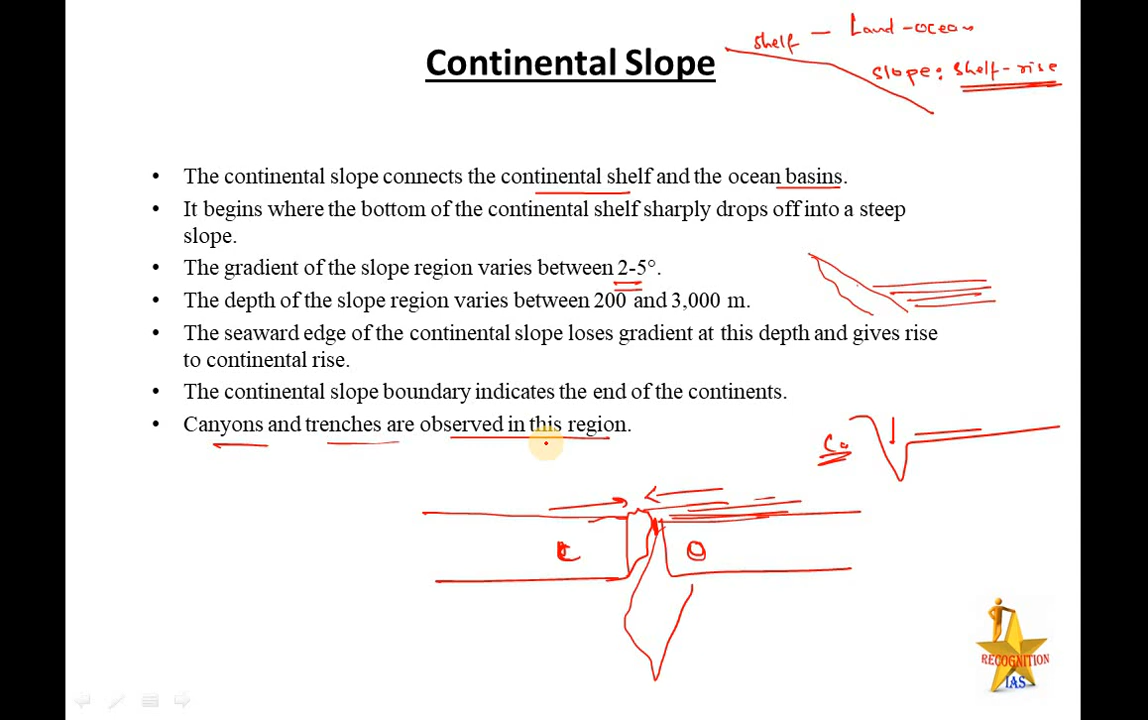 shelf - Land-ocean
Continental Slope
slope: shelf-rise
• The continental slope connects the continental shelf and the ocean basins.
• It begins where the bottom of the continental shelf sharply drops off into a steep
slope.
• The gradient of the slope region varies between 2-5°.
• The depth of the slope region varies between 200 and 3,000 m.
• The seaward edge of the continental slope loses gradient at this depth and gives rise
to continental rise.
• The continental slope boundary indicates the end of the continents.
• Canyons and trenches are observed in this region.
C O
RECOGNITION
IAS